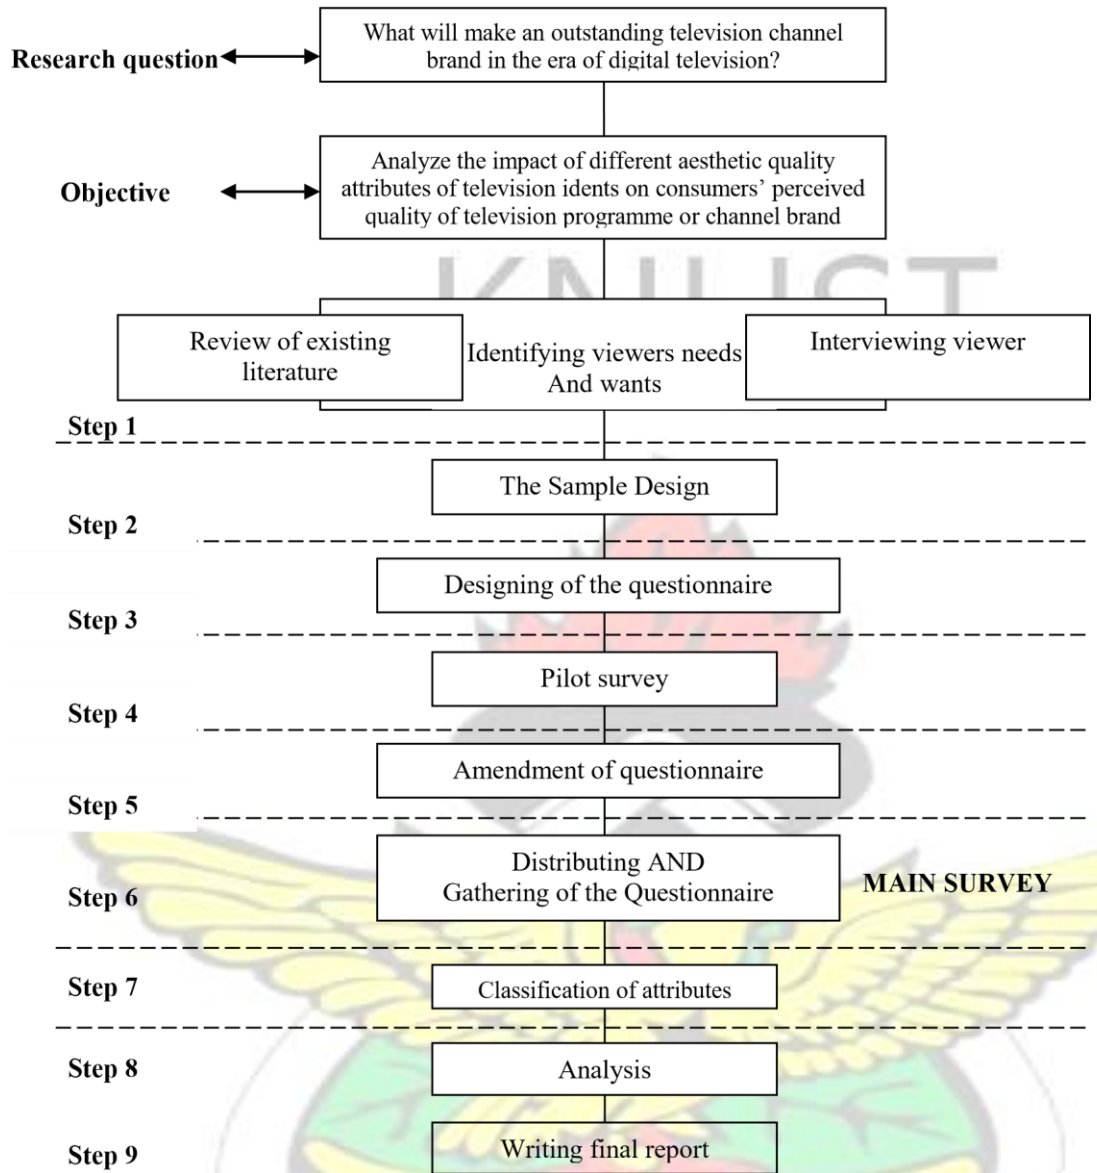 What will make an outstanding television channel
brand in the era of digital television?
Research question
Analyze the impact of different aesthetic quality
attributes of television idents on consumers’ perceived
quality of television programme or channel brand
Objective
KNUST
Review of existing
literature
Identifying viewers needs
And wants
Interviewing viewer
Step 1
The Sample Design
Step 2
Designing of the questionnaire
Step 3
Pilot survey
Step 4
Amendment of questionnaire
Step 5
Distributing AND
Gathering of the Questionnaire
MAIN SURVEY
Step 6
Step 7
Classification of attributes
Step 8
Analysis
Step 9
Writing final report